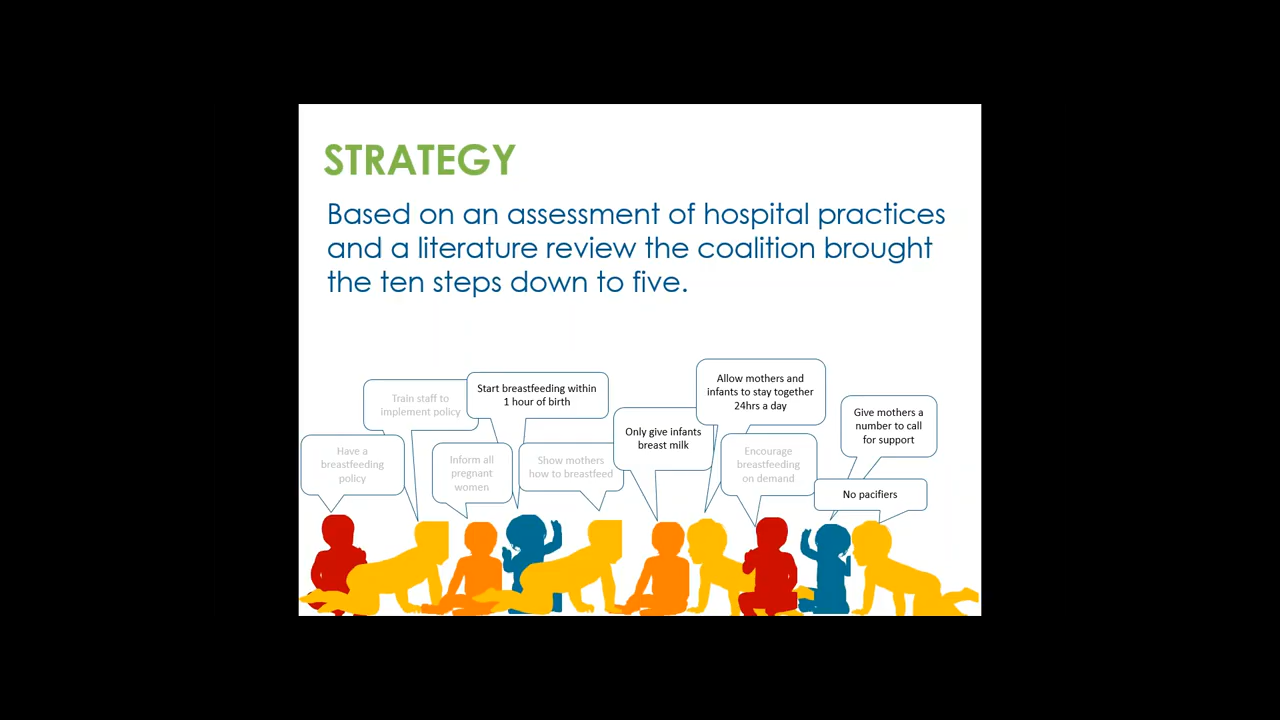 STRATEGY
Based on an assessment of hospital practices
and a literature review the coalition brought
the ten steps down to five.
Have a
breastfeeding
policy
Train staff to
implement policy
Inform all
pregnant
women
Start breastfeeding within
1 hour of birth
Show mothers
how to breastfeed
Only give infants
breast milk
Allow mothers and
infants to stay together
24hrs a day
Encourage
breastfeeding
on demand
Give mothers a
number to call
for support
No pacifiers